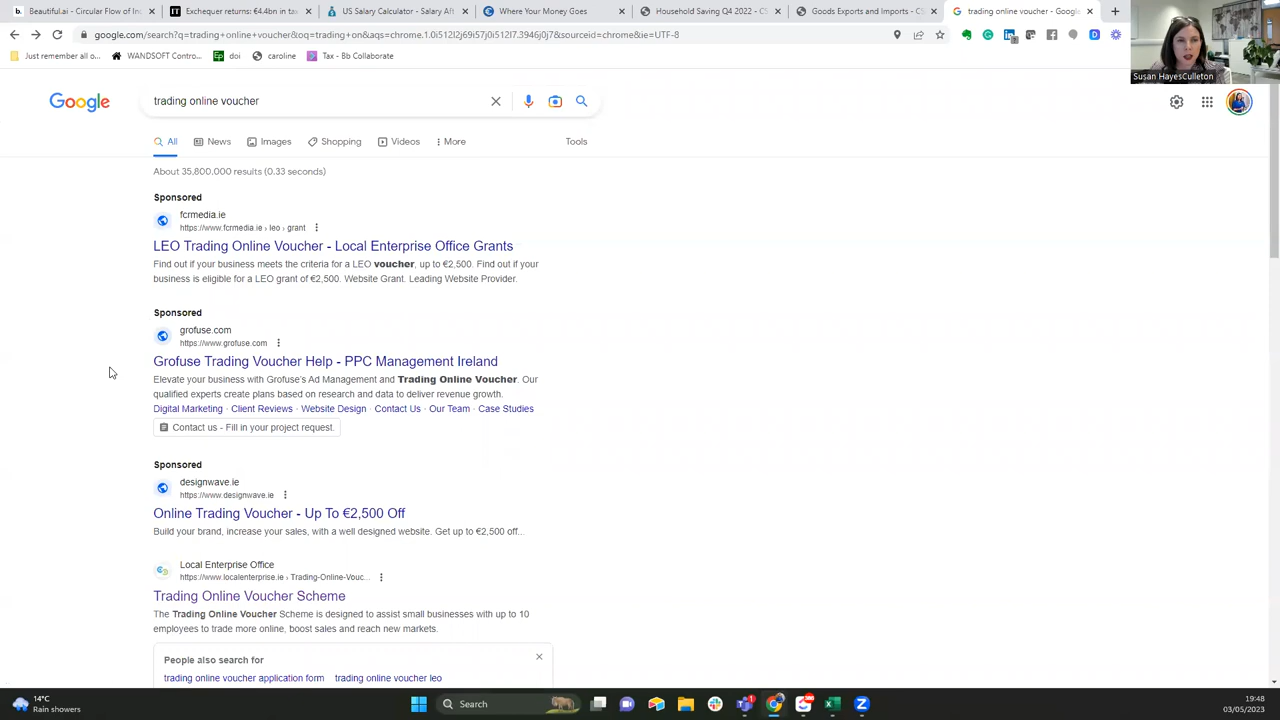 Beautiful.ai - Circular Flow of In
Exchequer returns: €4.4bn in tax
US Salary Calculator - Salary Aft
Where Your Money Goes
Household Saving Q4 2022 - CS
Goods Exports and Imports - CS
trading online voucher - Google
google.com/search?q=trading+online+voucher&oq=trading+on&aqs=chrome.1.0i512l2j69i57j0i512l17.3946j0j7&sourceid=chrome&ie=UTF-8
Just remember all o...
WANDSOFT Contro...
doi
caroline
Tax - Bb Collaborate
Susan HayesCulleton
Google
trading online voucher
All
News
Images
Shopping
Videos
More
Tools
About 35,800,000 results (0.33 seconds)
Sponsored
fcrmedia.ie
https://www.fcrmedia.ie › leo › grant
LEO Trading Online Voucher - Local Enterprise Office Grants
Find out if your business meets the criteria for a LEO voucher, up to €2,500. Find out if your
business is eligible for a LEO grant of €2,500. Website Grant. Leading Website Provider.
Sponsored
grofuse.com
https://www.grofuse.com
Grofuse Trading Voucher Help - PPC Management Ireland
Elevate your business with Grofuse's Ad Management and Trading Online Voucher. Our
qualified experts create plans based on research and data to deliver revenue growth.
Digital Marketing · Client Reviews · Website Design · Contact Us · Our Team · Case Studies
Contact us - Fill in your project request.
Sponsored
designwave.ie
https://www.designwave.ie
Online Trading Voucher - Up To €2,500 Off
Build your brand, increase your sales, with a well designed website. Get up to €2,500 off...
Local Enterprise Office
https://www.localenterprise.ie › Trading-Online-Vouc...
Trading Online Voucher Scheme
The Trading Online Voucher Scheme is designed to assist small businesses with up to 10
employees to trade more online, boost sales and reach new markets.
People also search for
trading online voucher application form
trading online voucher leo
14°C
Rain showers
Search
19:48
03/05/2023